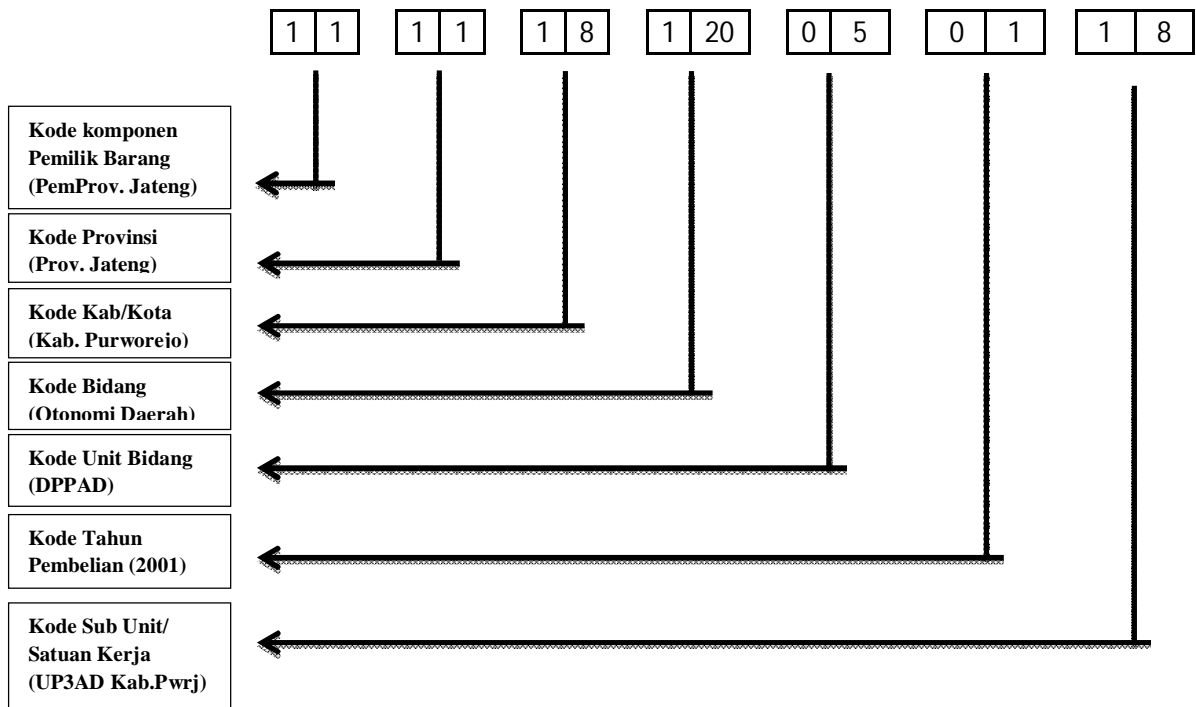 1 1 1 1 1 8 1 20 0 5 0 1 1 8
Kode komponen
Pemilik Barang
(PemProv. Jateng)
Kode Provinsi
(Prov. Jateng)
Kode Kab/Kota
(Kab. Purworejo)
Kode Bidang
(Otonomi Daerah)
Kode Unit Bidang
(DPPAD)
Kode Tahun
Pembelian (2001)
Kode Sub Unit/
Satuan Kerja
(UP3AD Kab.Pwrj)